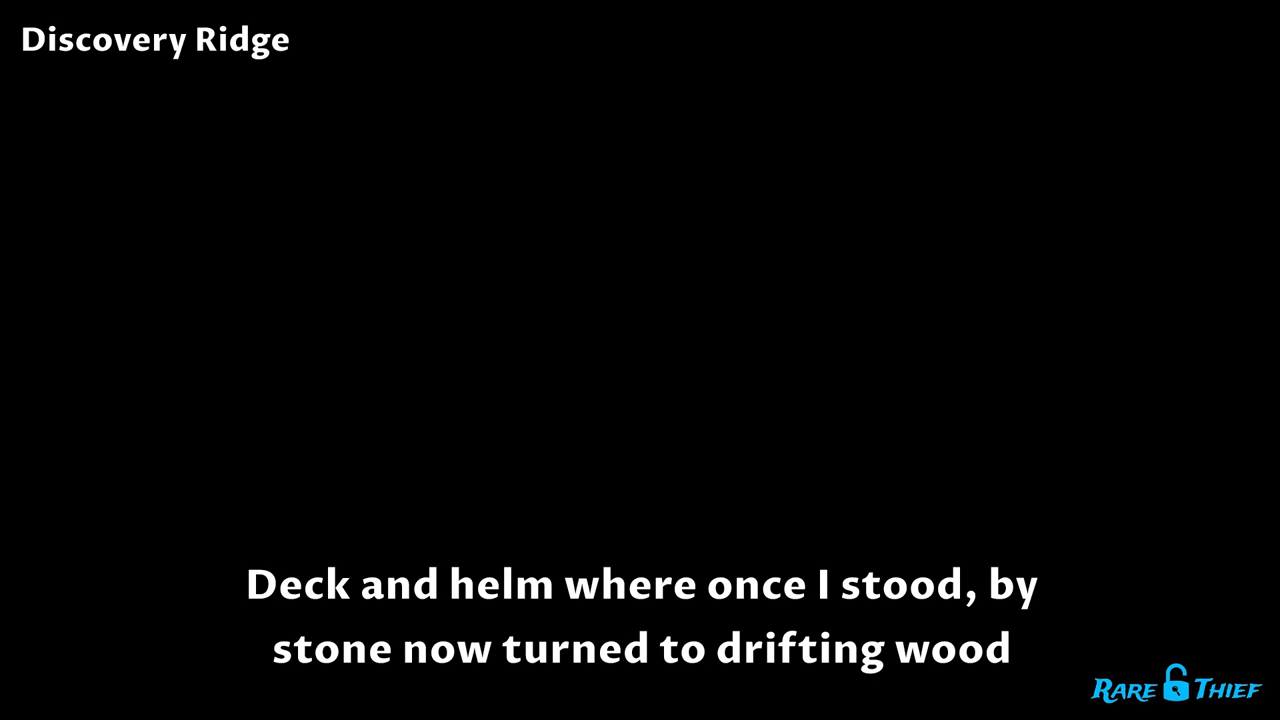 Discovery Ridge
Deck and helm where once I stood, by
stone now turned to drifting wood
Rare Thief